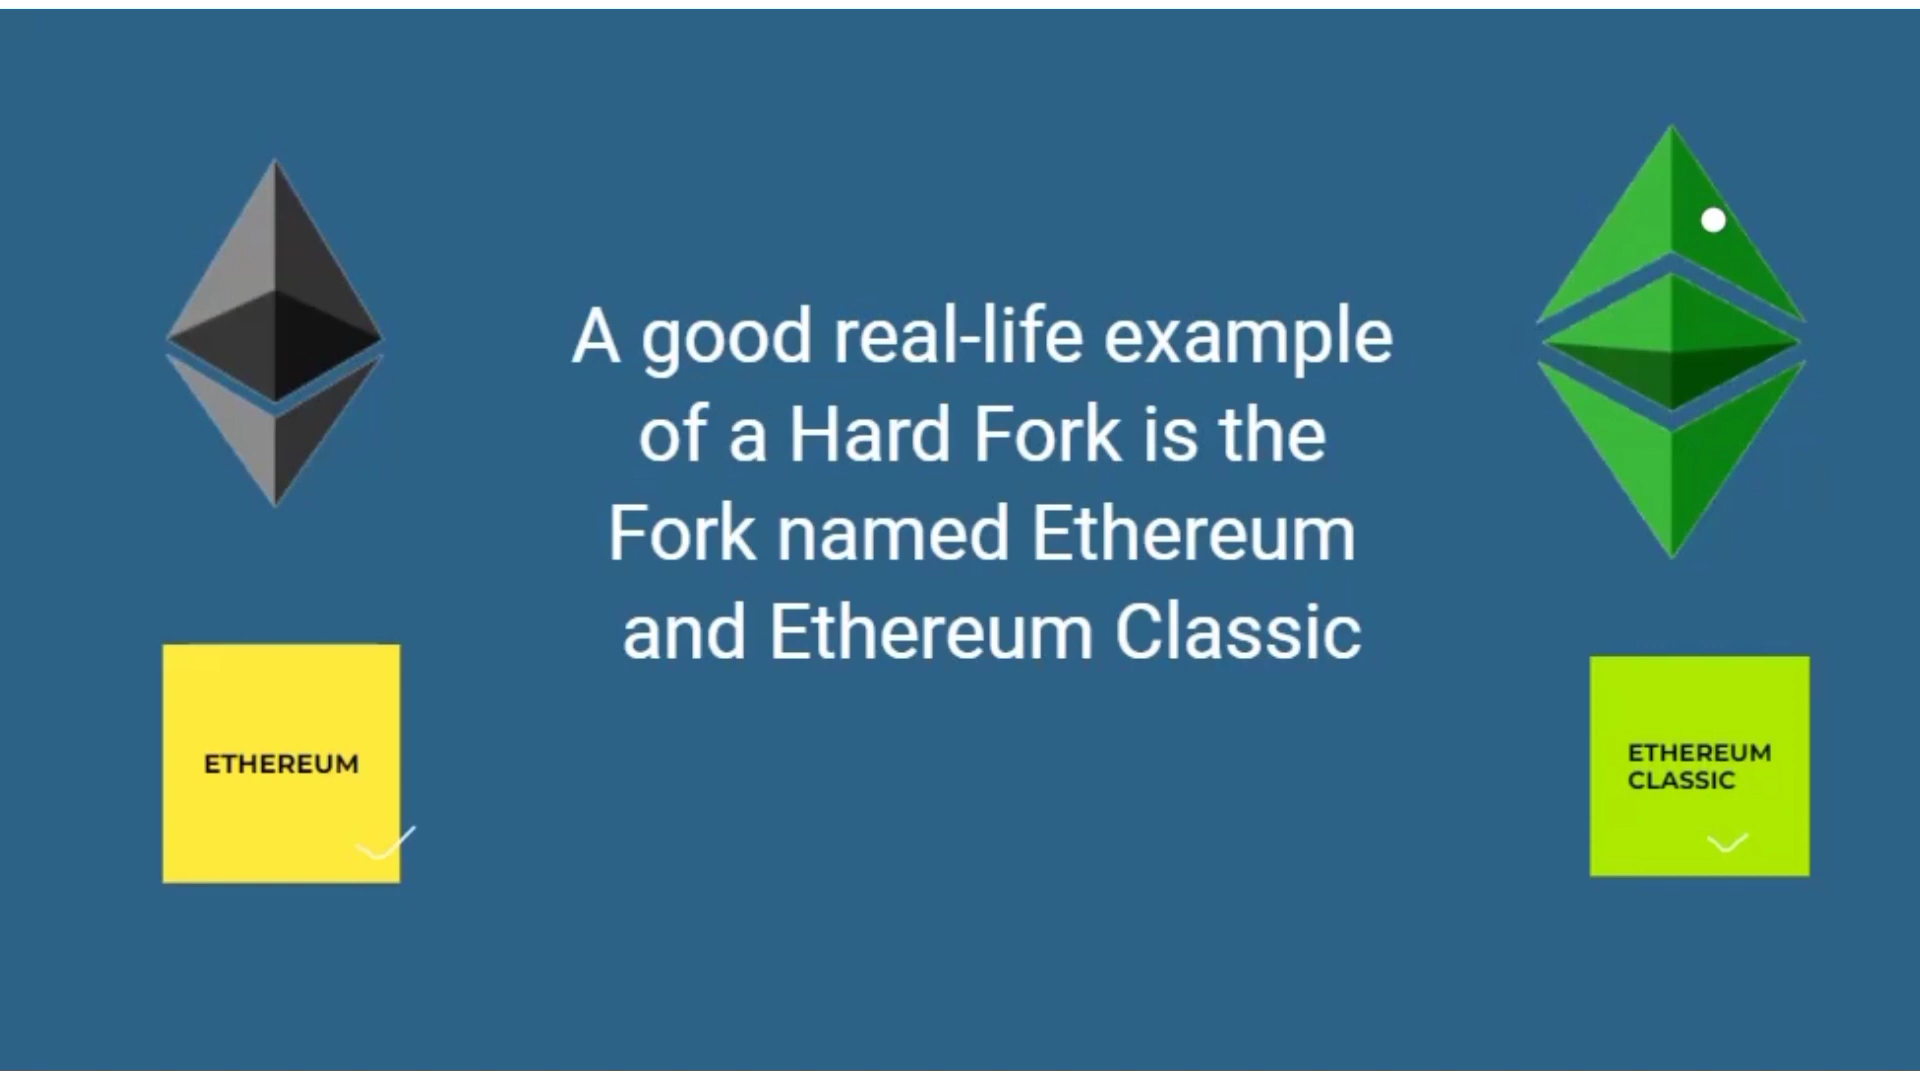 A good real-life example
of a Hard Fork is the
Fork named Ethereum
and Ethereum Classic
ETHEREUM
ETHEREUM
CLASSIC